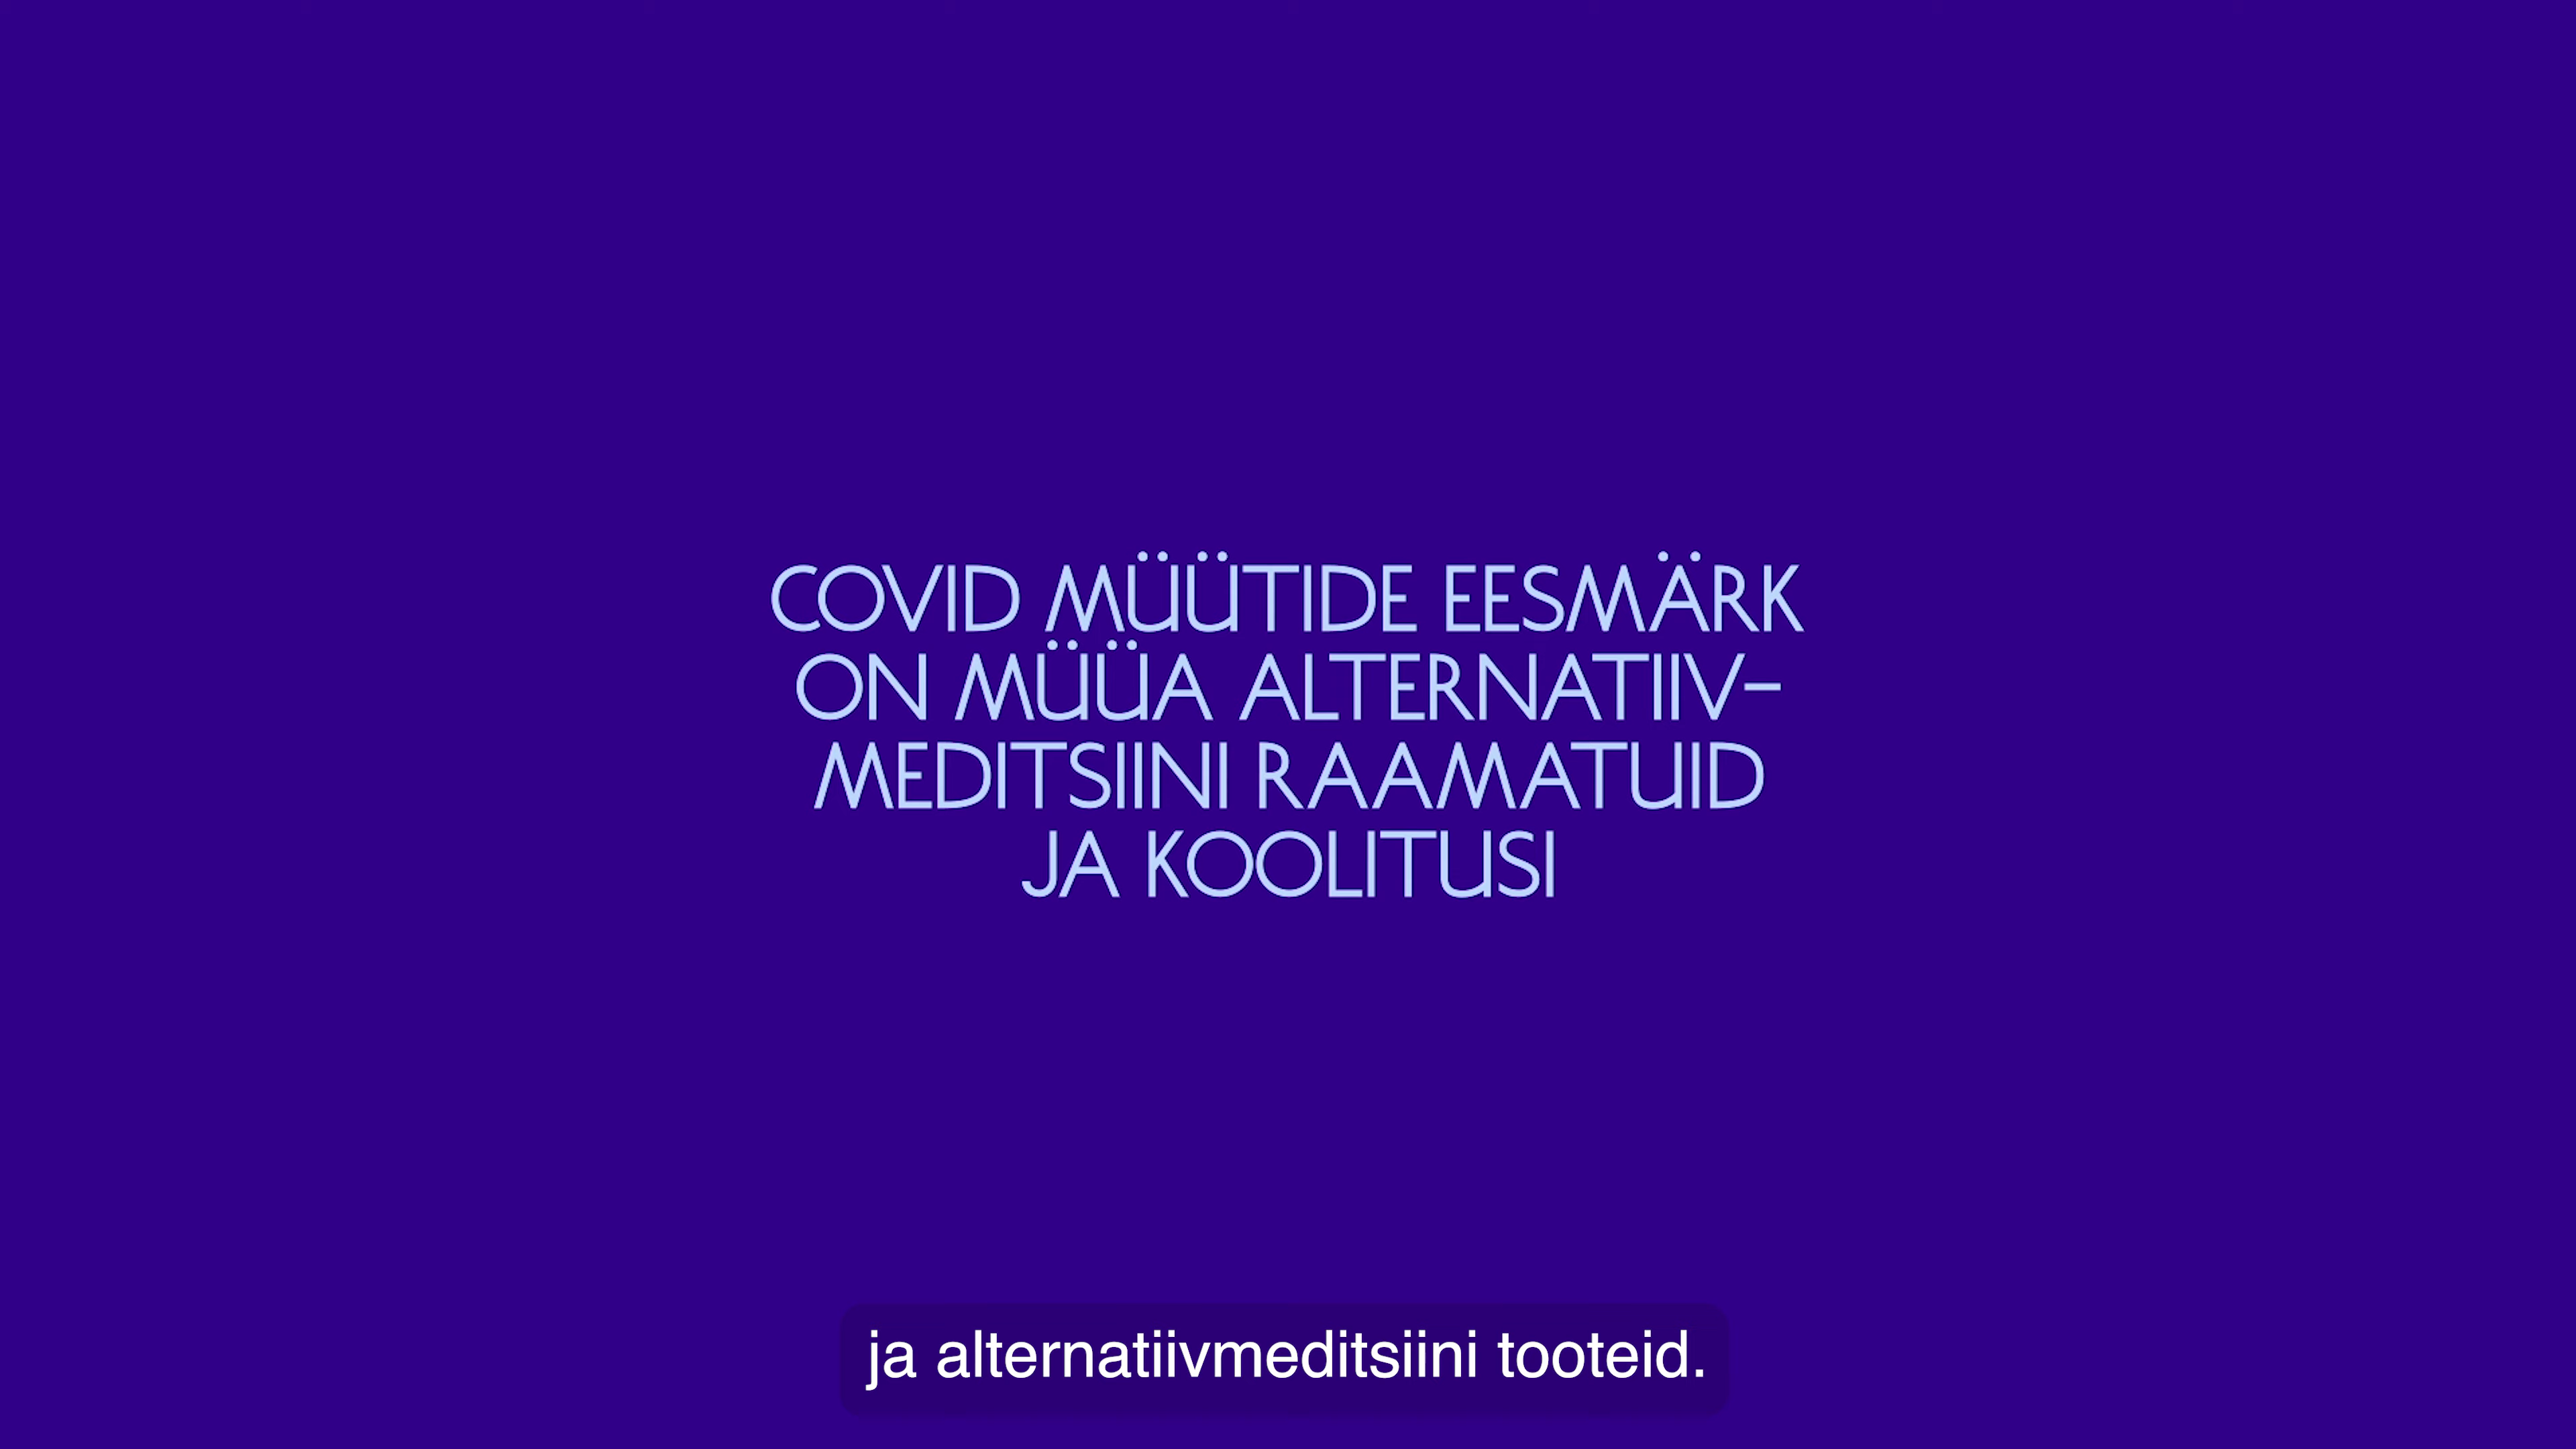 COVID MÜÜTIDE EESMÄRK
ON MÜÜA ALTERNATIIV-
MEDITSIINI RAAMATUID
JA KOOLITUSI
ja alternatiivmeditsiini tooteid.